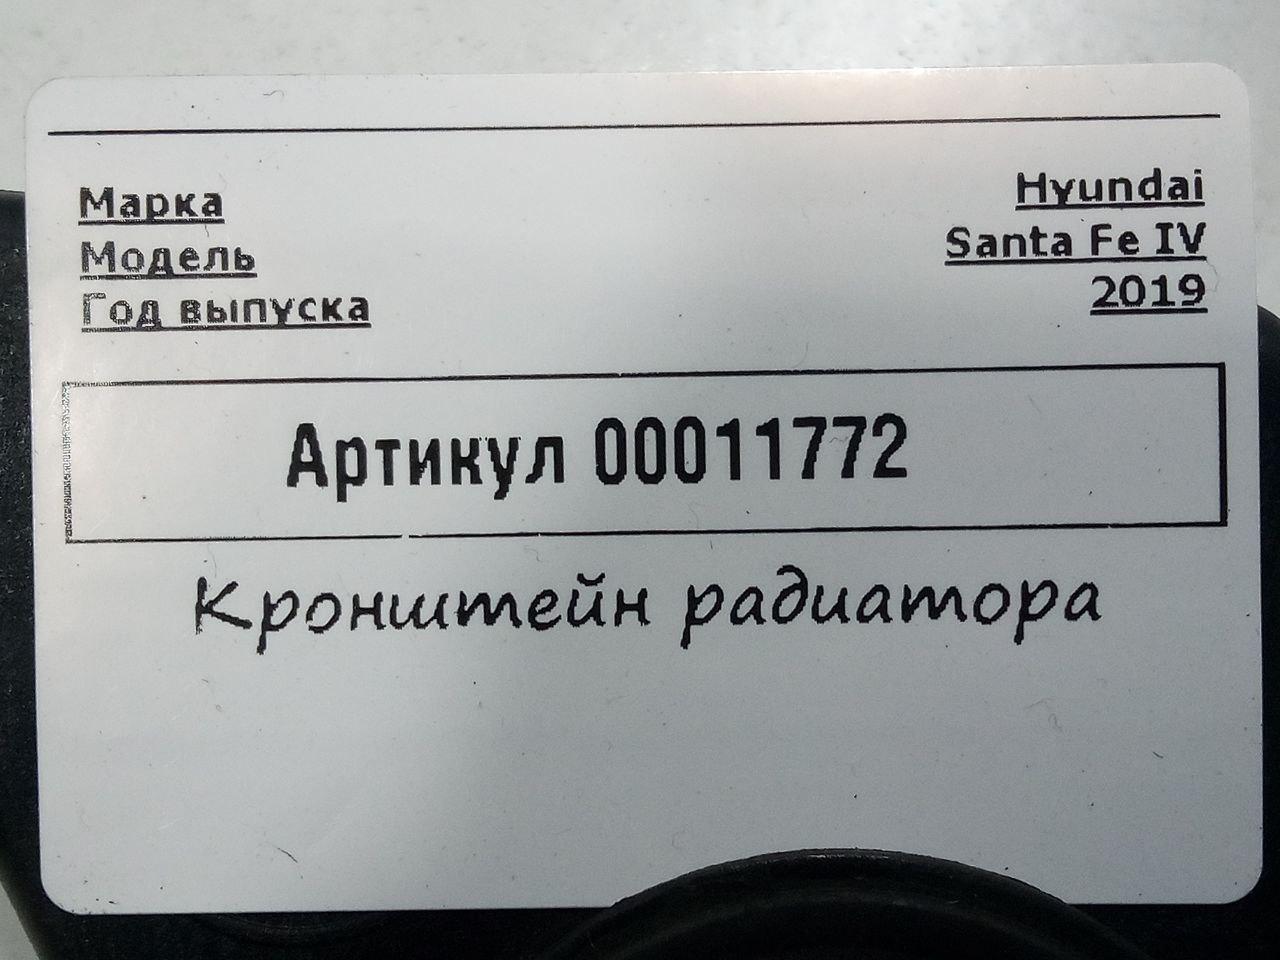 Марка Hyundai
Модель Santa Fe IV
Год выпуска 2019
Артикул 00011772
Кронштейн радиатора